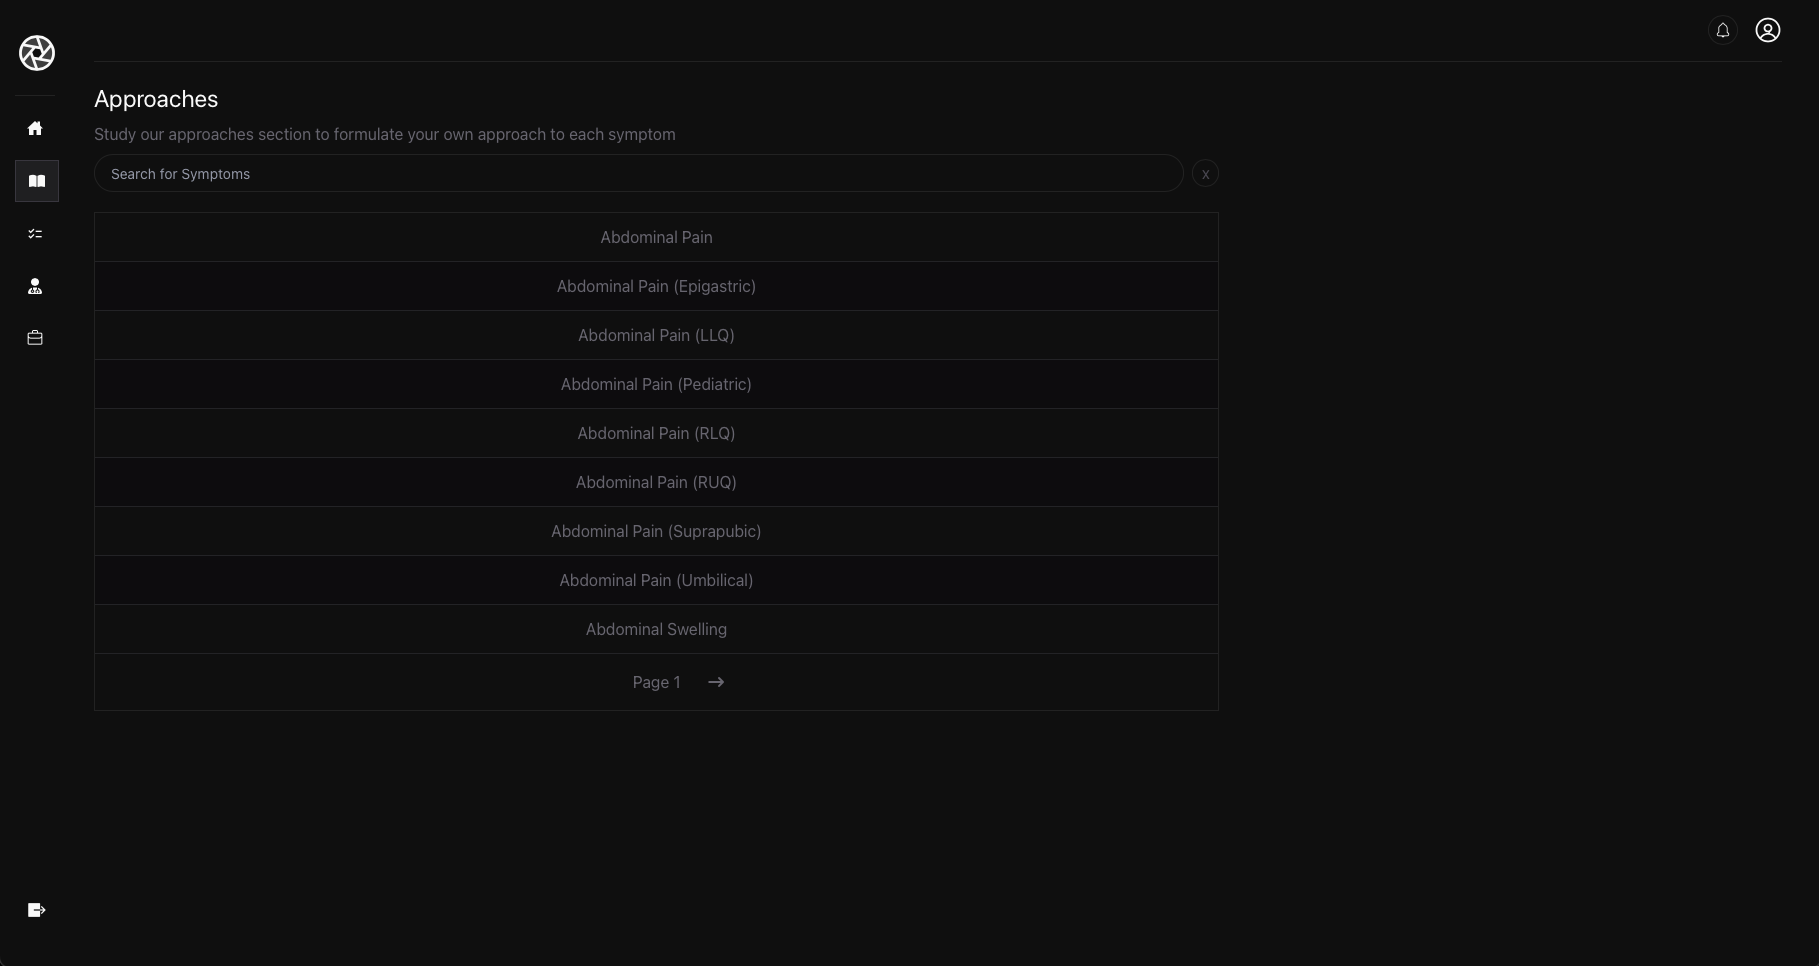 Approaches
Study our approaches section to formulate your own approach to each symptom
Search for Symptoms
X
Abdominal Pain
Abdominal Pain (Epigastric)
Abdominal Pain (LLQ)
Abdominal Pain (Pediatric)
Abdominal Pain (RLQ)
Abdominal Pain (RUQ)
Abdominal Pain (Suprapubic)
Abdominal Pain (Umbilical)
Abdominal Swelling
Page 1